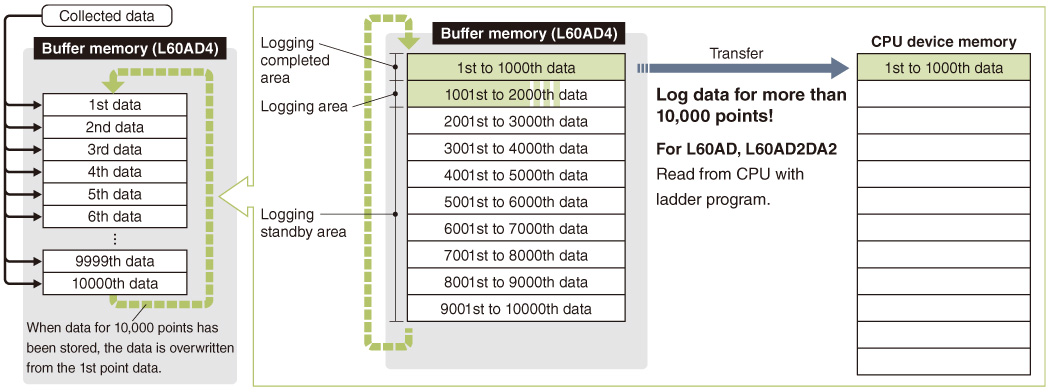 Collected data
Buffer memory (L60AD4)
1st data
2nd data
3rd data
4th data
5th data
6th data
⋮
9999th data
10000th data
When data for 10,000 points has
been stored, the data is overwritten
from the 1st point data.
Logging
completed
area
Logging area
Logging
standby area
Buffer memory (L60AD4)
1st to 1000th data
1001st to 2000th data
2001st to 3000th data
3001st to 4000th data
4001st to 5000th data
5001st to 6000th data
6001st to 7000th data
7001st to 8000th data
8001st to 9000th data
9001st to 10000th data
Transfer
Log data for more than
10,000 points!
For L60AD, L60AD2DA2
Read from CPU with
ladder program.
CPU device memory
1st to 1000th data